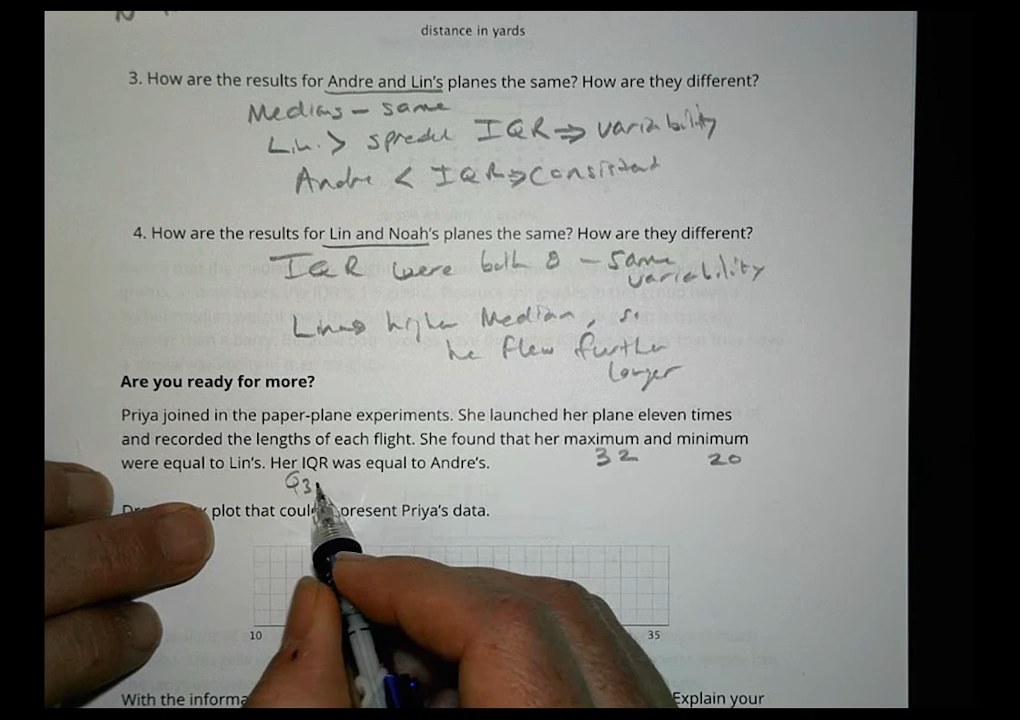 distance in yards
3. How are the results for Andre and Lin's planes the same? How are they different?
Medians - same
Lin > spread IQR ⇒ variability
Andre < IQR ⇒ consistent
4. How are the results for Lin and Noah's planes the same? How are they different?
IQR were both 8 - same
variability
higher Median, so
he flew further
longer
Are you ready for more?
Priya joined in the paper-plane experiments. She launched her plane eleven times
and recorded the lengths of each flight. She found that her maximum and minimum
32 20
were equal to Lin's. Her IQR was equal to Andre's.
Q3
plot that could present Priya's data.
10 35
With the informa Explain your